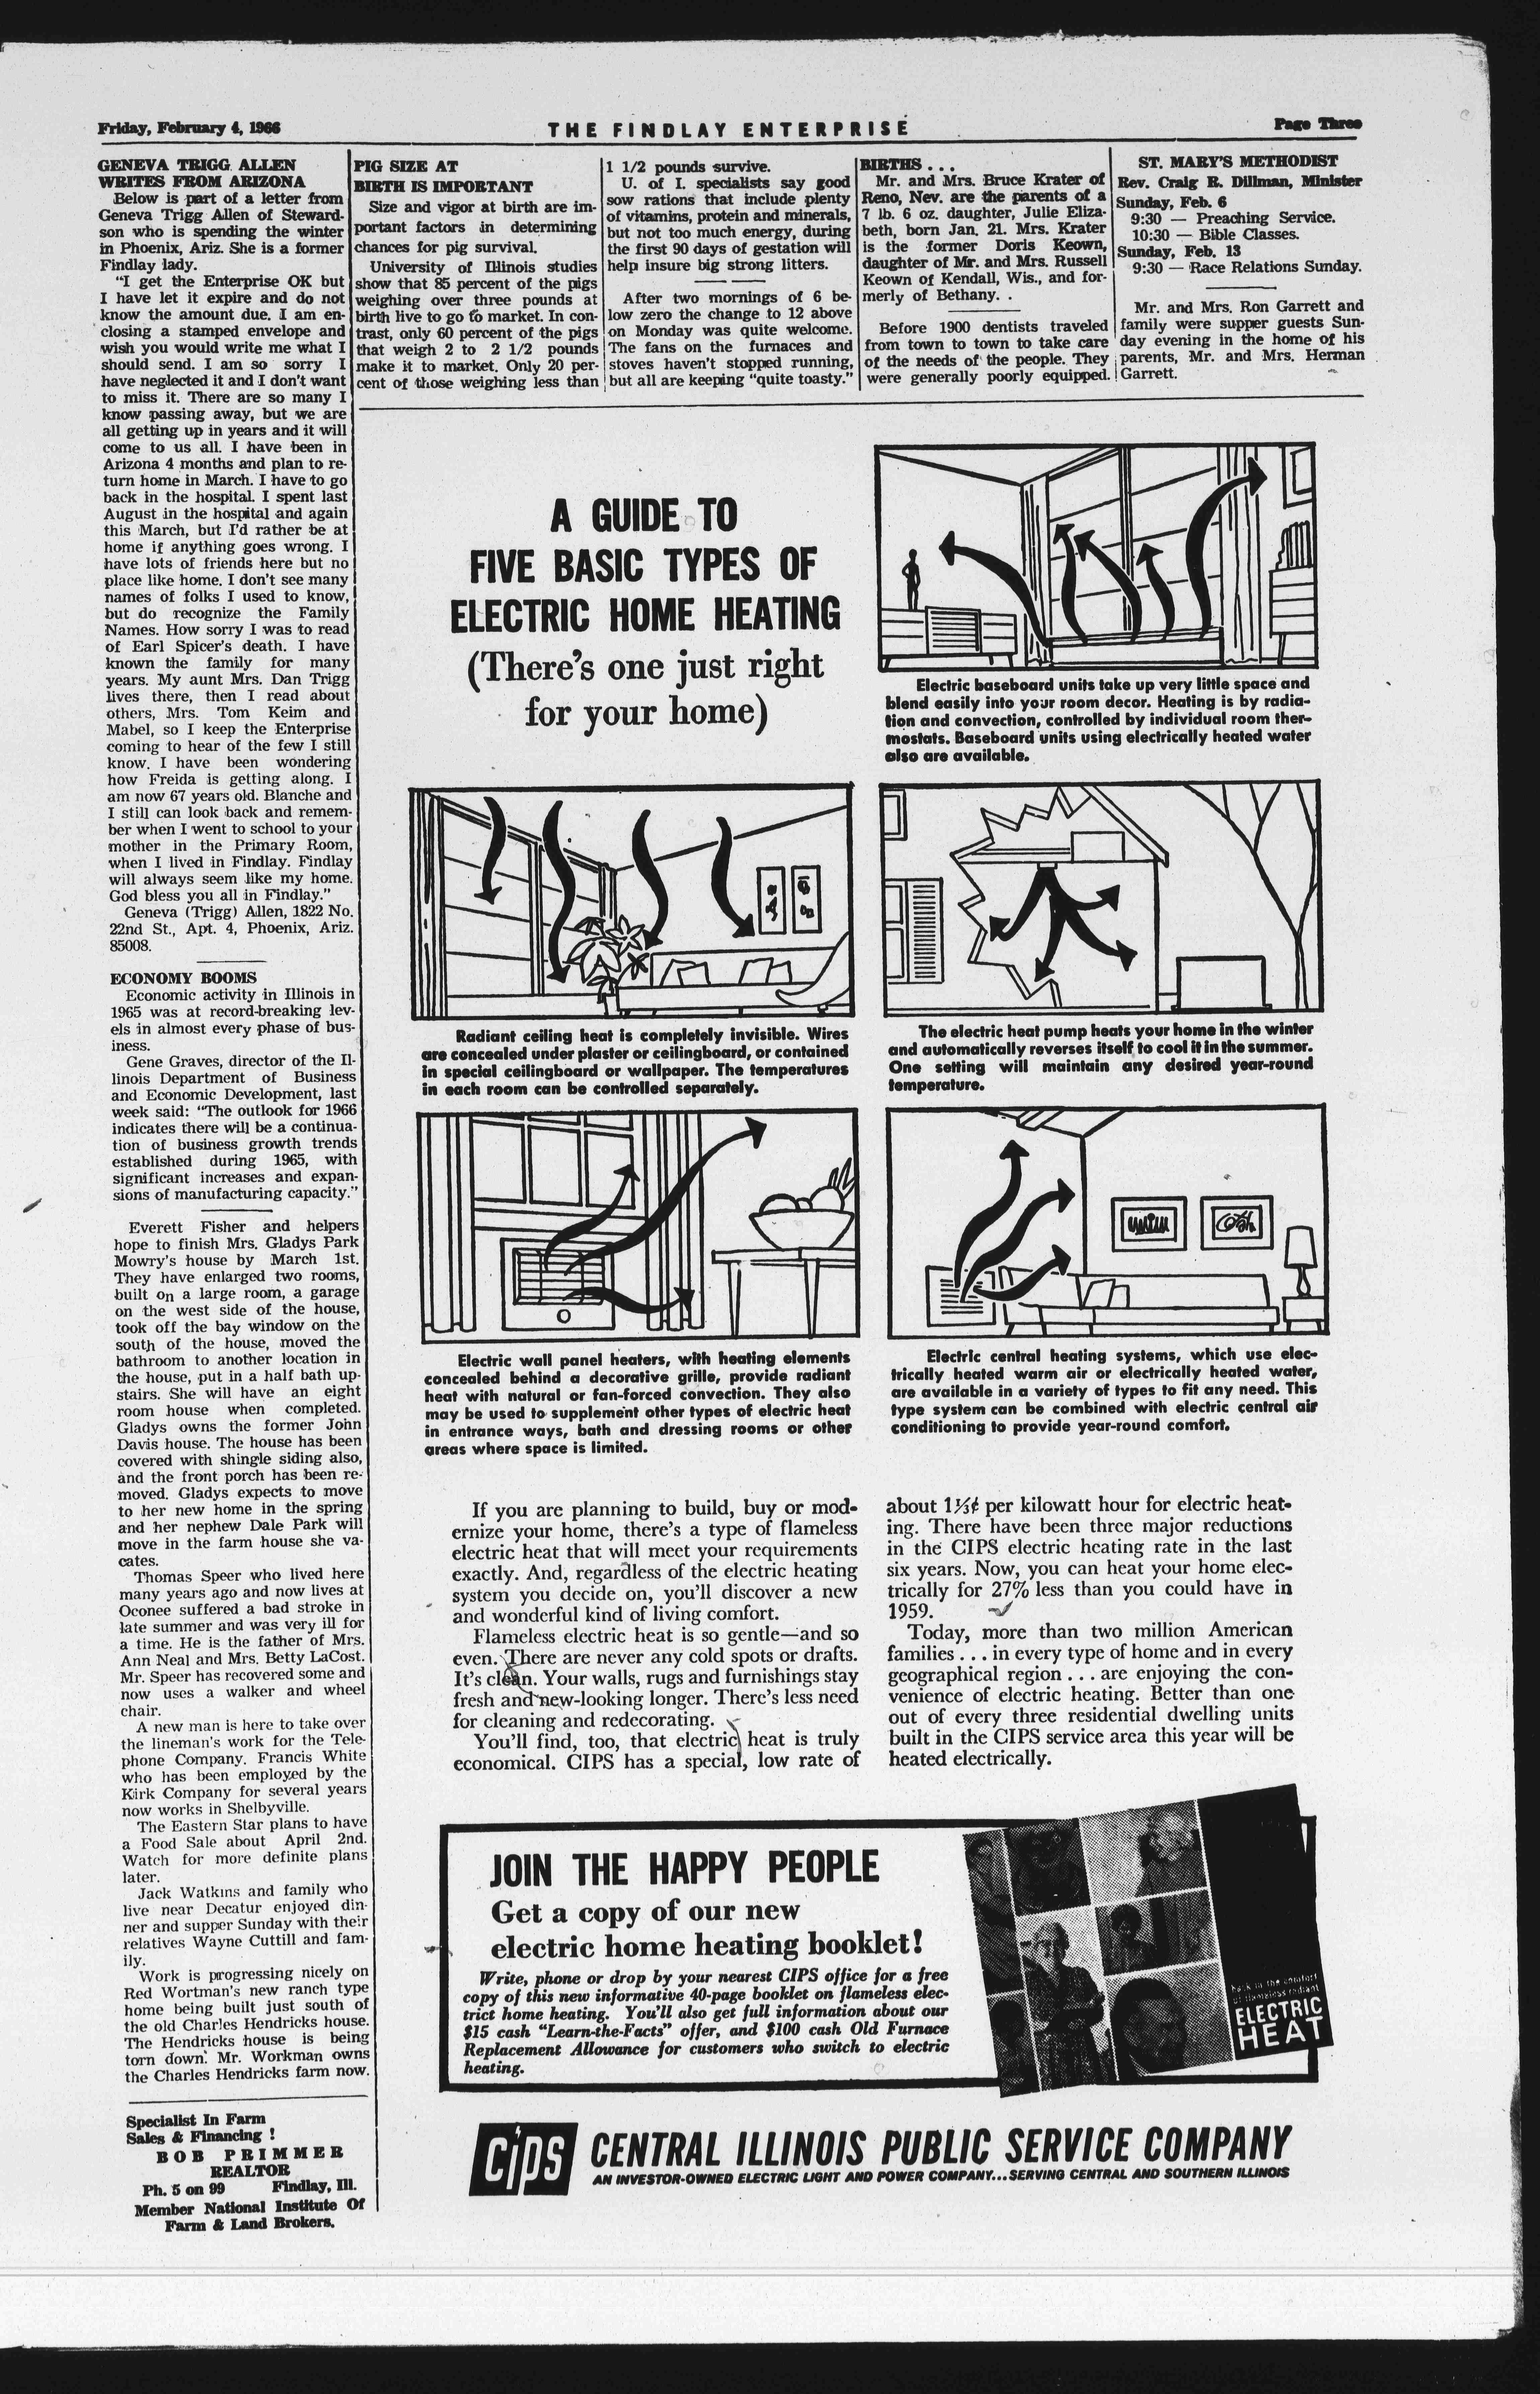 Friday, February 4, 1966
THE FINDLAY ENTERPRISE
Page Three
GENEVA TRIGG ALLEN
WRITES FROM ARIZONA
Below is part of a letter from
Geneva Trigg Allen of Steward-
son who is spending the winter
in Phoenix, Ariz. She is a former
Findlay lady.
"I get the Enterprise OK but
I have let it expire and do not
know the amount due. I am en-
closing a stamped envelope and
wish you would write me what I
should send. I am so sorry I
have neglected it and I don't want
to miss it. There are so many I
know passing away, but we are
all getting up in years and it will
come to us all. I have been in
Arizona 4 months and plan to re-
turn home in March. I have to go
back in the hospital. I spent last
August in the hospital and again
this March, but I'd rather be at
home if anything goes wrong. I
have lots of friends here but no
place like home. I don't see many
names of folks I used to know,
but do recognize the Family
Names. How sorry I was to read
of Earl Spicer's death. I have
known the family for many
years. My aunt Mrs. Dan Trigg
lives there, then I read about
others, Mrs. Tom Keim and
Mabel, so I keep the Enterprise
coming to hear of the few I still
know. I have been wondering
how Freida is getting along. I
am now 67 years old. Blanche and
I still can look back and remem-
ber when I went to school to your
mother in the Primary Room,
when I lived in Findlay. Findlay
will always seem like my home.
God bless you all in Findlay."
Geneva (Trigg) Allen, 1822 No.
22nd St., Apt. 4, Phoenix, Ariz.
85008.
ECONOMY BOOMS
Economic activity in Illinois in
1965 was at record-breaking lev-
els in almost every phase of bus-
iness.
Gene Graves, director of the Il-
linois Department of Business
and Economic Development, last
week said: "The outlook for 1966
indicates there will be a continua-
tion of business growth trends
established during 1965, with
significant increases and expan-
sions of manufacturing capacity."
Everett Fisher and helpers
hope to finish Mrs. Gladys Park
Mowry's house by March 1st.
They have enlarged two rooms,
built on a large room, a garage
on the west side of the house,
took off the bay window on the
south of the house, moved the
bathroom to another location in
the house, put in a half bath up-
stairs. She will have an eight
room house when completed.
Gladys owns the former John
Davis house. The house has been
covered with shingle siding also,
and the front porch has been re-
moved. Gladys expects to move
to her new home in the spring
and her nephew Dale Park will
move in the farm house she va-
cates.
Thomas Speer who lived here
many years ago and now lives at
Oconee suffered a bad stroke in
late summer and was very ill for
a time. He is the father of Mrs.
Ann Neal and Mrs. Betty LaCost.
Mr. Speer has recovered some and
now uses a walker and wheel
chair.
A new man is here to take over
the lineman's work for the Tele-
phone Company. Francis White
who has been employed by the
Kirk Company for several years
now works in Shelbyville.
The Eastern Star plans to have
a Food Sale about April 2nd.
Watch for more definite plans
later.
Jack Watkins and family who
live near Decatur enjoyed din-
ner and supper Sunday with their
relatives Wayne Cuttill and fam-
ily.
Work is progressing nicely on
Red Wortman's new ranch type
home being built just south of
the old Charles Hendricks house.
The Hendricks house is being
torn down. Mr. Workman owns
the Charles Hendricks farm now.
Specialist In Farm
Sales & Financing !
BOB PRIMMER
REALTOR
Ph. 5 on 99 Findlay, Ill.
Member National Institute Of
Farm & Land Brokers.
PIG SIZE AT
BIRTH IS IMPORTANT
Size and vigor at birth are im-
portant factors in determining
chances for pig survival.
University of Illinois studies
show that 85 percent of the pigs
weighing over three pounds at
birth live to go to market. In con-
trast, only 60 percent of the pigs
that weigh 2 to 2 1/2 pounds
make it to market. Only 20 per-
cent of those weighing less than
1 1/2 pounds survive.
U. of I. specialists say good
sow rations that include plenty
of vitamins, protein and minerals,
but not too much energy, during
the first 90 days of gestation will
help insure big strong litters.
After two mornings of 6 be-
low zero the change to 12 above
on Monday was quite welcome.
The fans on the furnaces and
stoves haven't stopped running,
but all are keeping "quite toasty."
BIRTHS . . .
Mr. and Mrs. Bruce Krater of
Reno, Nev. are the parents of a
7 lb. 6 oz. daughter, Julie Eliza-
beth, born Jan. 21. Mrs. Krater
is the former Doris Keown,
daughter of Mr. and Mrs. Russell
Keown of Kendall, Wis., and for-
merly of Bethany. .
Before 1900 dentists traveled
from town to town to take care
of the needs of the people. They
were generally poorly equipped.
ST. MARY'S METHODIST
Rev. Craig R. Dillman, Minister
Sunday, Feb. 6
9:30 — Preaching Service.
10:30 — Bible Classes.
Sunday, Feb. 13
9:30 — Race Relations Sunday.
Mr. and Mrs. Ron Garrett and
family were supper guests Sun-
day evening in the home of his
parents, Mr. and Mrs. Herman
Garrett.
A GUIDE TO
FIVE BASIC TYPES OF
ELECTRIC HOME HEATING
(There's one just right
for your home)
Electric baseboard units take up very little space and
blend easily into your room decor. Heating is by radia-
tion and convection, controlled by individual room ther-
mostats. Baseboard units using electrically heated water
also are available.
Radiant ceiling heat is completely invisible. Wires
are concealed under plaster or ceilingboard, or contained
in special ceilingboard or wallpaper. The temperatures
in each room can be controlled separately.
The electric heat pump heats your home in the winter
and automatically reverses itself to cool it in the summer.
One setting will maintain any desired year-round
temperature.
Electric wall panel heaters, with heating elements
concealed behind a decorative grille, provide radiant
heat with natural or fan-forced convection. They also
may be used to supplement other types of electric heat
in entrance ways, bath and dressing rooms or other
areas where space is limited.
Electric central heating systems, which use elec-
trically heated warm air or electrically heated water,
are available in a variety of types to fit any need. This
type system can be combined with electric central air
conditioning to provide year-round comfort.
If you are planning to build, buy or mod-
ernize your home, there's a type of flameless
electric heat that will meet your requirements
exactly. And, regardless of the electric heating
system you decide on, you'll discover a new
and wonderful kind of living comfort.
Flameless electric heat is so gentle—and so
even. There are never any cold spots or drafts.
It's clean. Your walls, rugs and furnishings stay
fresh and new-looking longer. There's less need
for cleaning and redecorating.
You'll find, too, that electric heat is truly
economical. CIPS has a special, low rate of
about 1⅓¢ per kilowatt hour for electric heat-
ing. There have been three major reductions
in the CIPS electric heating rate in the last
six years. Now, you can heat your home elec-
trically for 27% less than you could have in
1959.
Today, more than two million American
families . . . in every type of home and in every
geographical region . . . are enjoying the con-
venience of electric heating. Better than one
out of every three residential dwelling units
built in the CIPS service area this year will be
heated electrically.
JOIN THE HAPPY PEOPLE
Get a copy of our new
electric home heating booklet!
Write, phone or drop by your nearest CIPS office for a free
copy of this new informative 40-page booklet on flameless elec-
trict home heating. You'll also get full information about our
$15 cash "Learn-the-Facts" offer, and $100 cash Old Furnace
Replacement Allowance for customers who switch to electric
heating.
bask in the comfort
of flameless radiant
ELECTRIC
HEAT
CIPS
CENTRAL ILLINOIS PUBLIC SERVICE COMPANY
AN INVESTOR-OWNED ELECTRIC LIGHT AND POWER COMPANY...SERVING CENTRAL AND SOUTHERN ILLINOIS